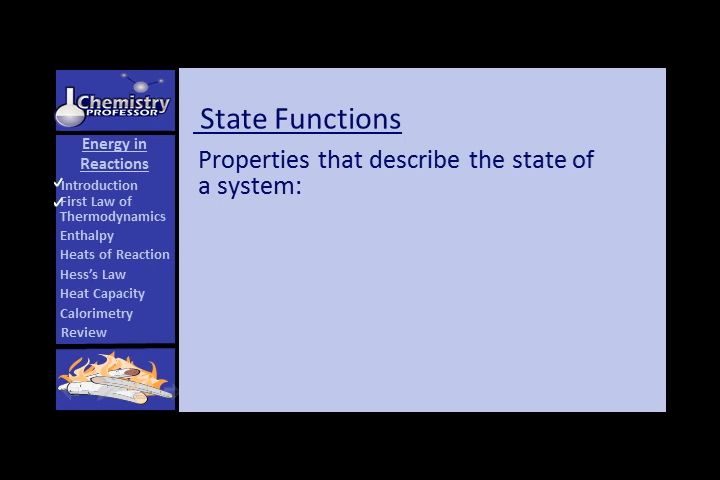 Chemistry
PROFESSOR
Energy in
Reactions
Introduction
First Law of
Thermodynamics
Enthalpy
Heats of Reaction
Hess's Law
Heat Capacity
Calorimetry
Review
State Functions
Properties that describe the state of
a system: